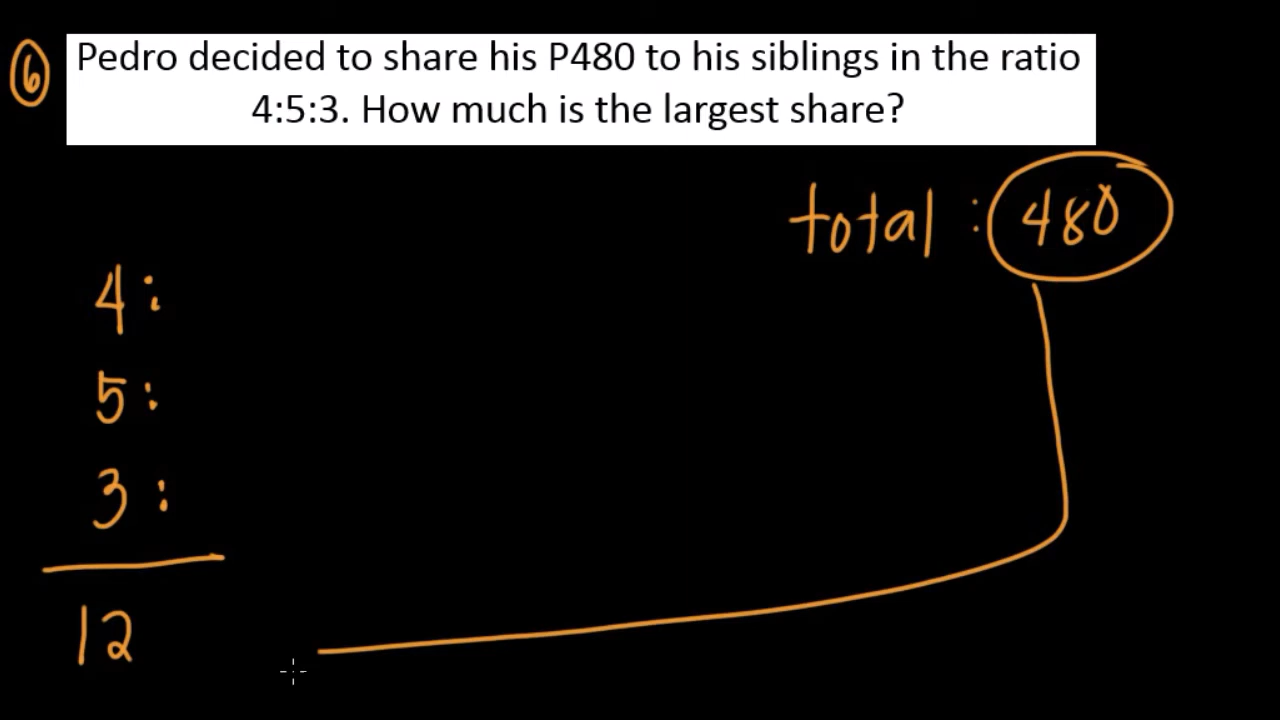 6
Pedro decided to share his P480 to his siblings in the ratio
4:5:3. How much is the largest share?
total : 480
4 :
5 :
3 :
12